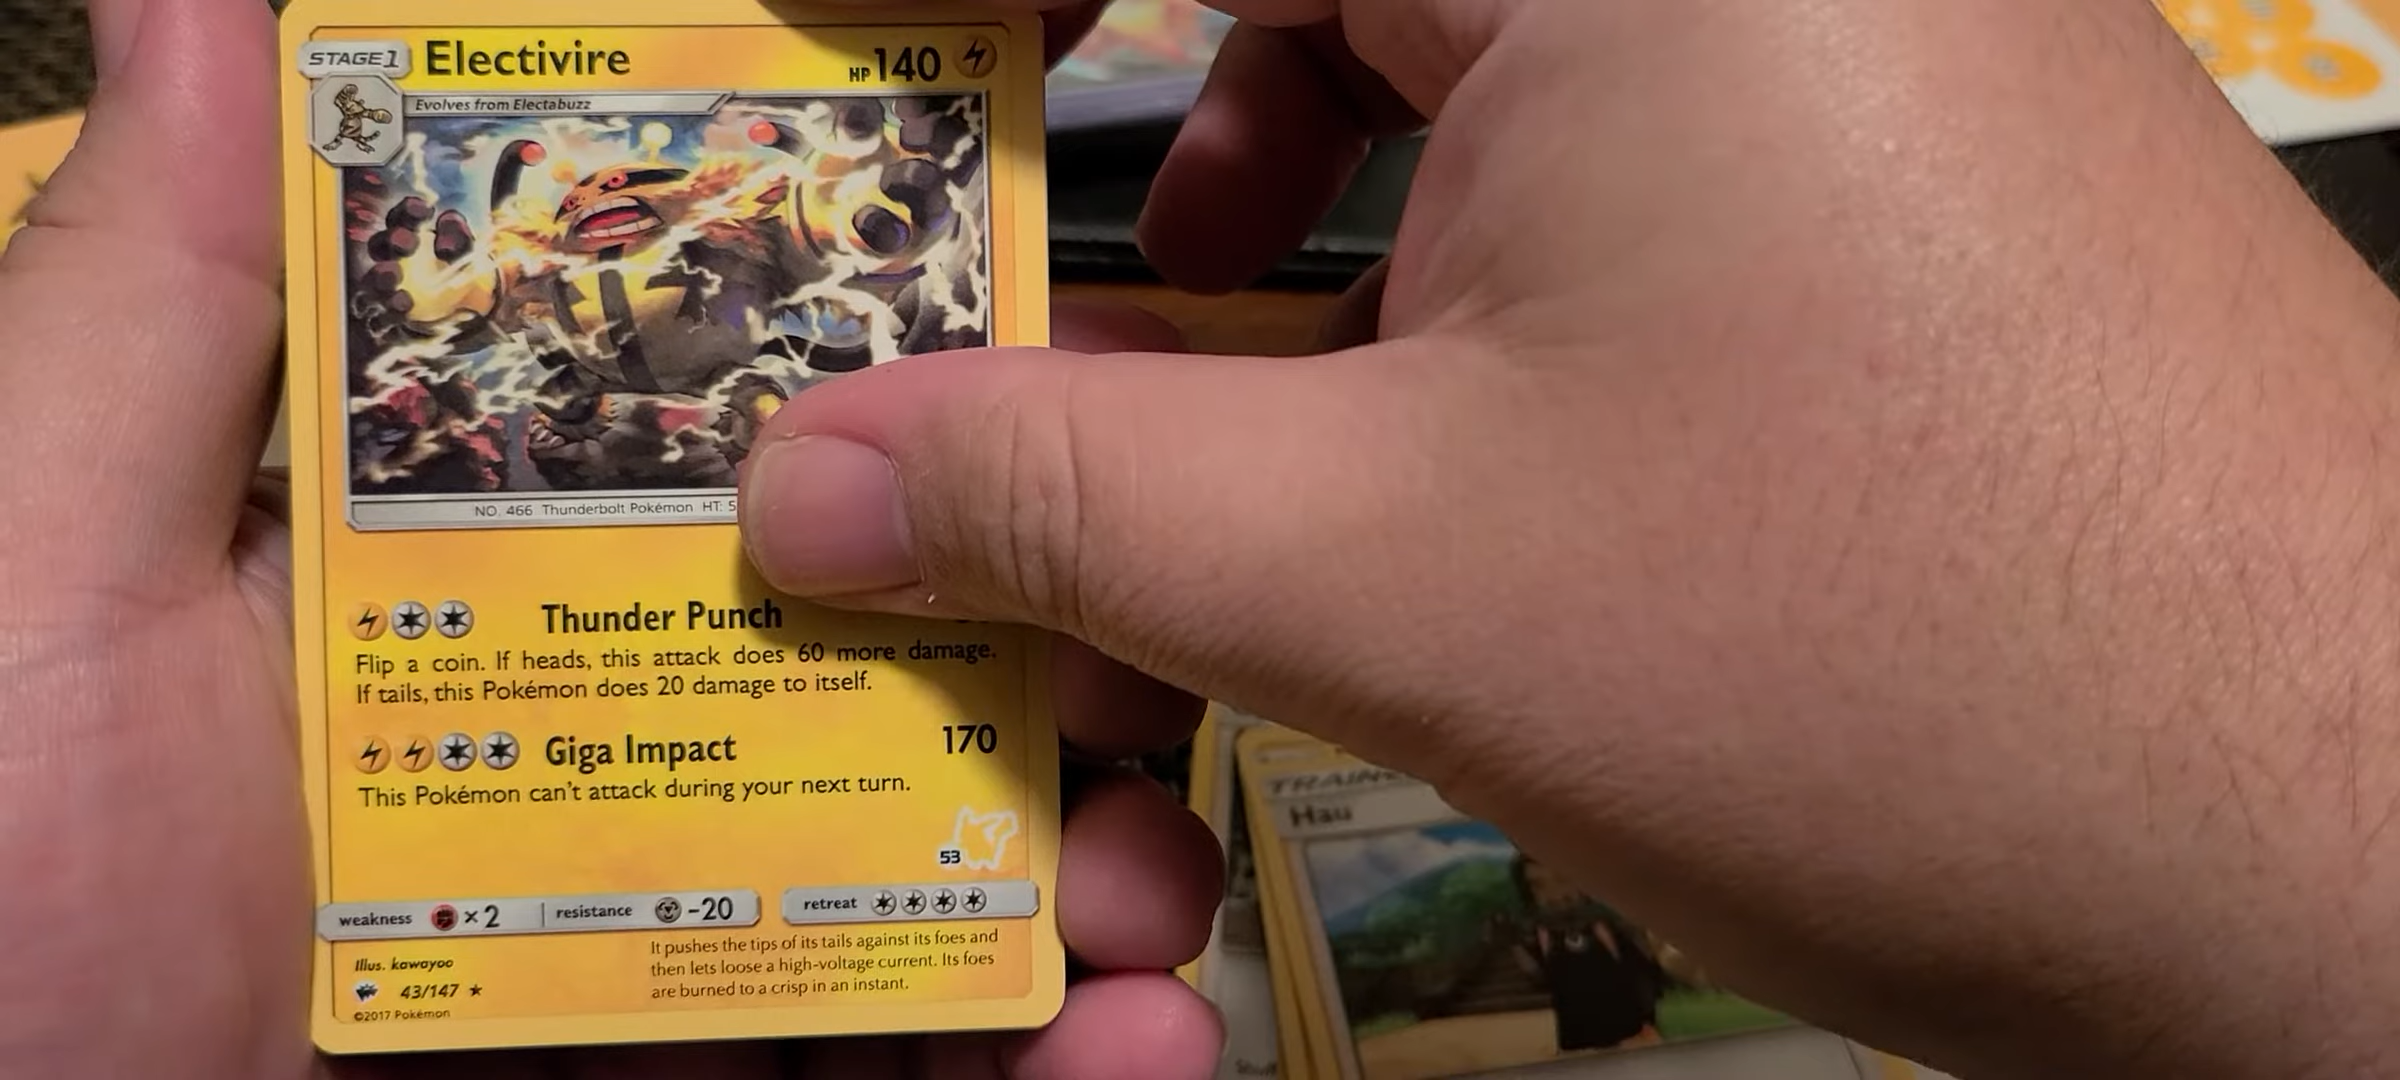 STAGE1 Electivire HP 140
Evolves from Electabuzz
NO. 466 Thunderbolt Pokémon HT: 5
Thunder Punch
Flip a coin. If heads, this attack does 60 more damage.
If tails, this Pokémon does 20 damage to itself.
Giga Impact 170
This Pokémon can't attack during your next turn.
53
weakness ×2 resistance -20 retreat
It pushes the tips of its tails against its foes and
then lets loose a high-voltage current. Its foes
are burned to a crisp in an instant.
Illus. kawayoo
43/147 ★
©2017 Pokémon
Hau